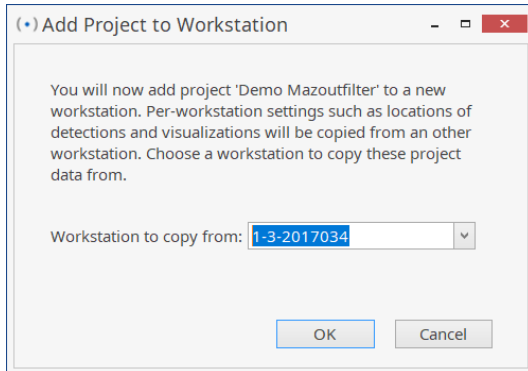 Add Project to Workstation
You will now add project 'Demo Mazoutfilter' to a new
workstation. Per-workstation settings such as locations of
detections and visualizations will be copied from an other
workstation. Choose a workstation to copy these project
data from.
Workstation to copy from: 1-3-2017034
OK Cancel